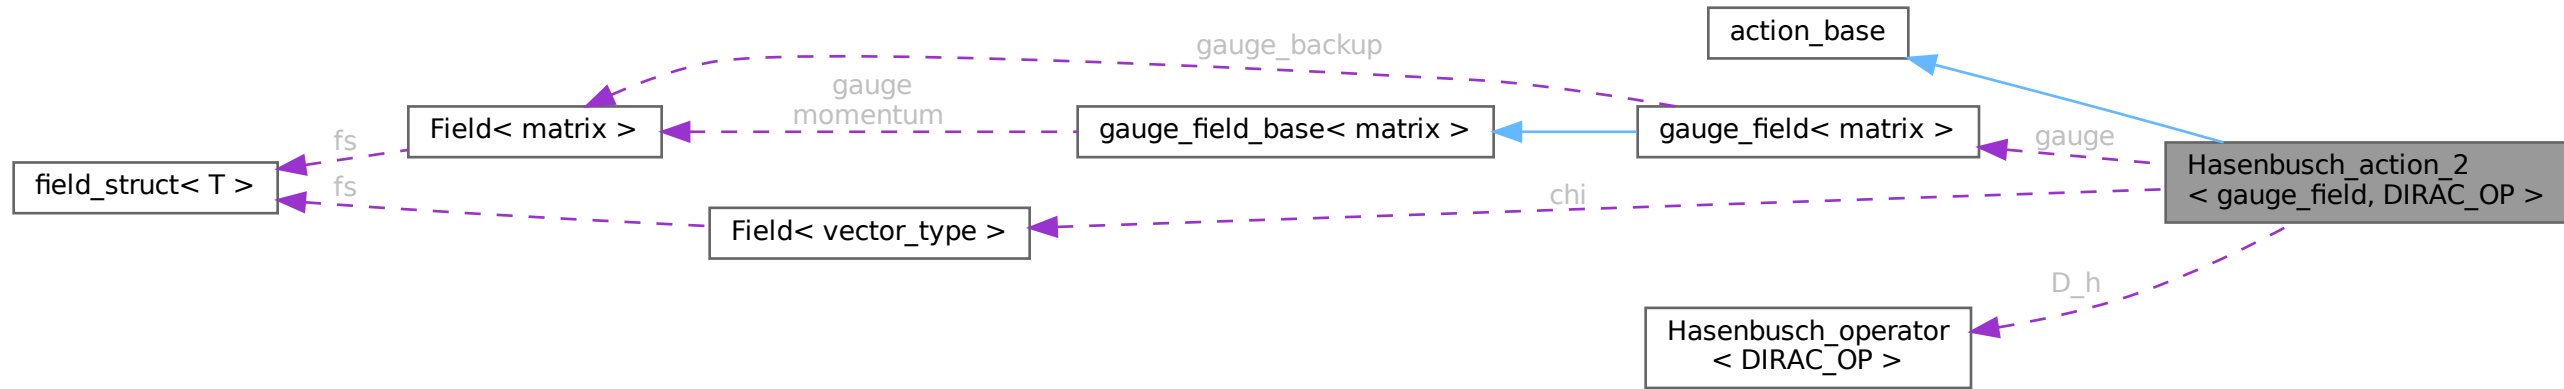 action_base
gauge_backup
gauge
momentum
Field< matrix >
gauge_field_base< matrix >
gauge_field< matrix >
gauge
fs
Hasenbusch_action_2
< gauge_field, DIRAC_OP >
field_struct< T >
fs
chi
Field< vector_type >
D_h
Hasenbusch_operator
< DIRAC_OP >